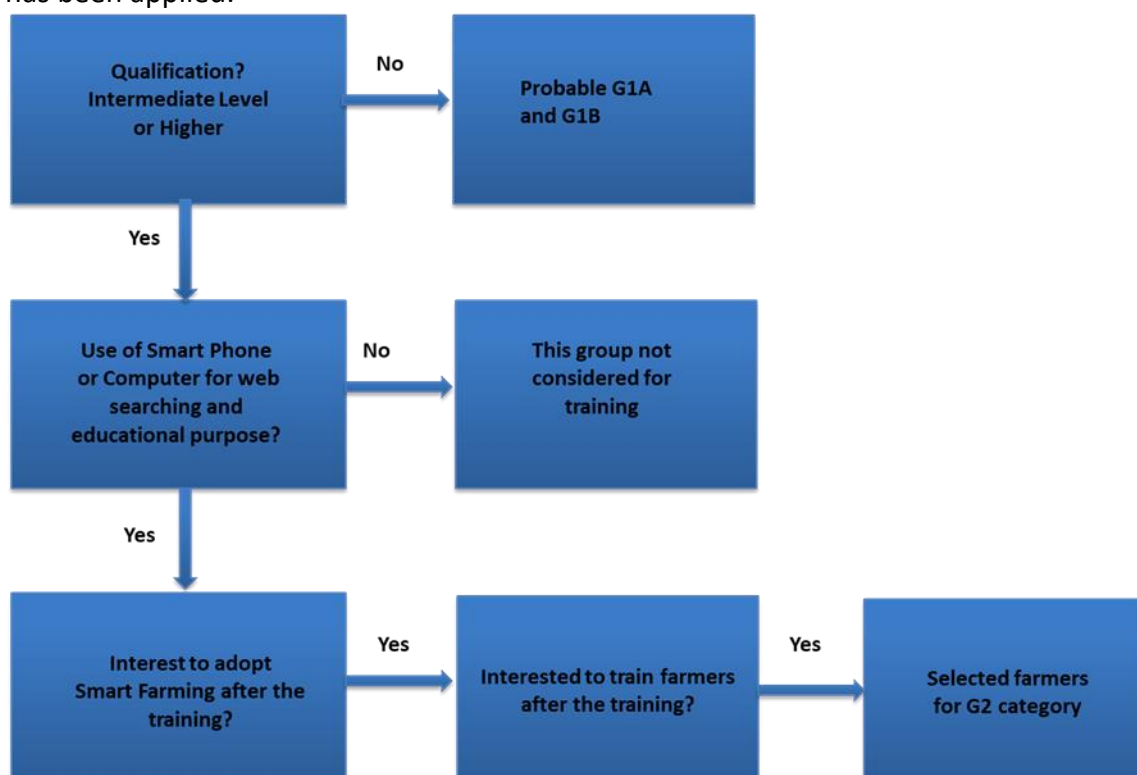 has been applied.
Qualification?
Intermediate Level
or Higher
No
Probable G1A
and G1B
Yes
Use of Smart Phone
or Computer for web
searching and
educational purpose?
No
This group not
considered for
training
Yes
Interest to adopt
Smart Farming after the
training?
Yes
Interested to train farmers
after the training?
Yes
Selected farmers
for G2 category